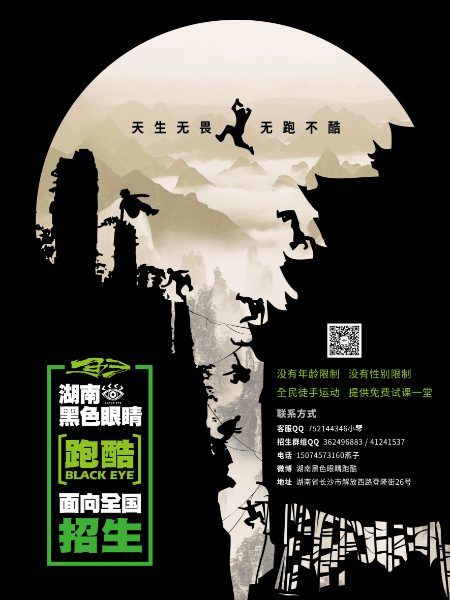 天生无畏 无跑不酷
没有年龄限制 没有性别限制
全民徒手运动 提供免费试课一堂
联系方式
客服QQ 752144346小琴
招生群组QQ 362496883 / 41241537
电话 15074573160燕子
微博 湖南黑色眼睛跑酷
地址 湖南省长沙市解放西路登隆街26号
湖南
黑色眼睛
跑酷
BLACK EYE
面向全国
招生